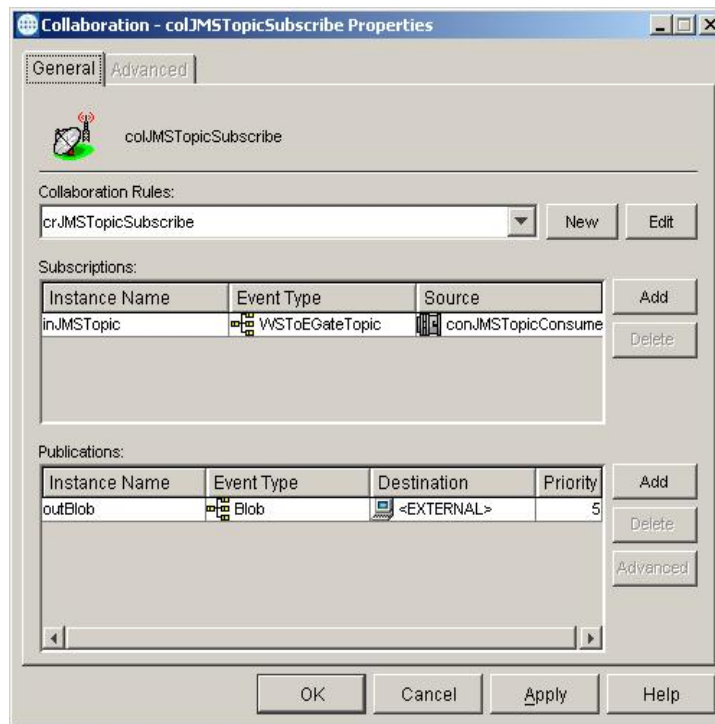 Collaboration - colJMSTopicSubscribe Properties
General Advanced
colJMSTopicSubscribe
Collaboration Rules:
crJMSTopicSubscribe New Edit
Subscriptions:
Instance Name Event Type Source Add
inJMSTopic WSToEGateTopic conJMSTopicConsume
Delete
Publications:
Instance Name Event Type Destination Priority Add
outBlob Blob <EXTERNAL> 5
Delete
Advanced
OK Cancel Apply Help